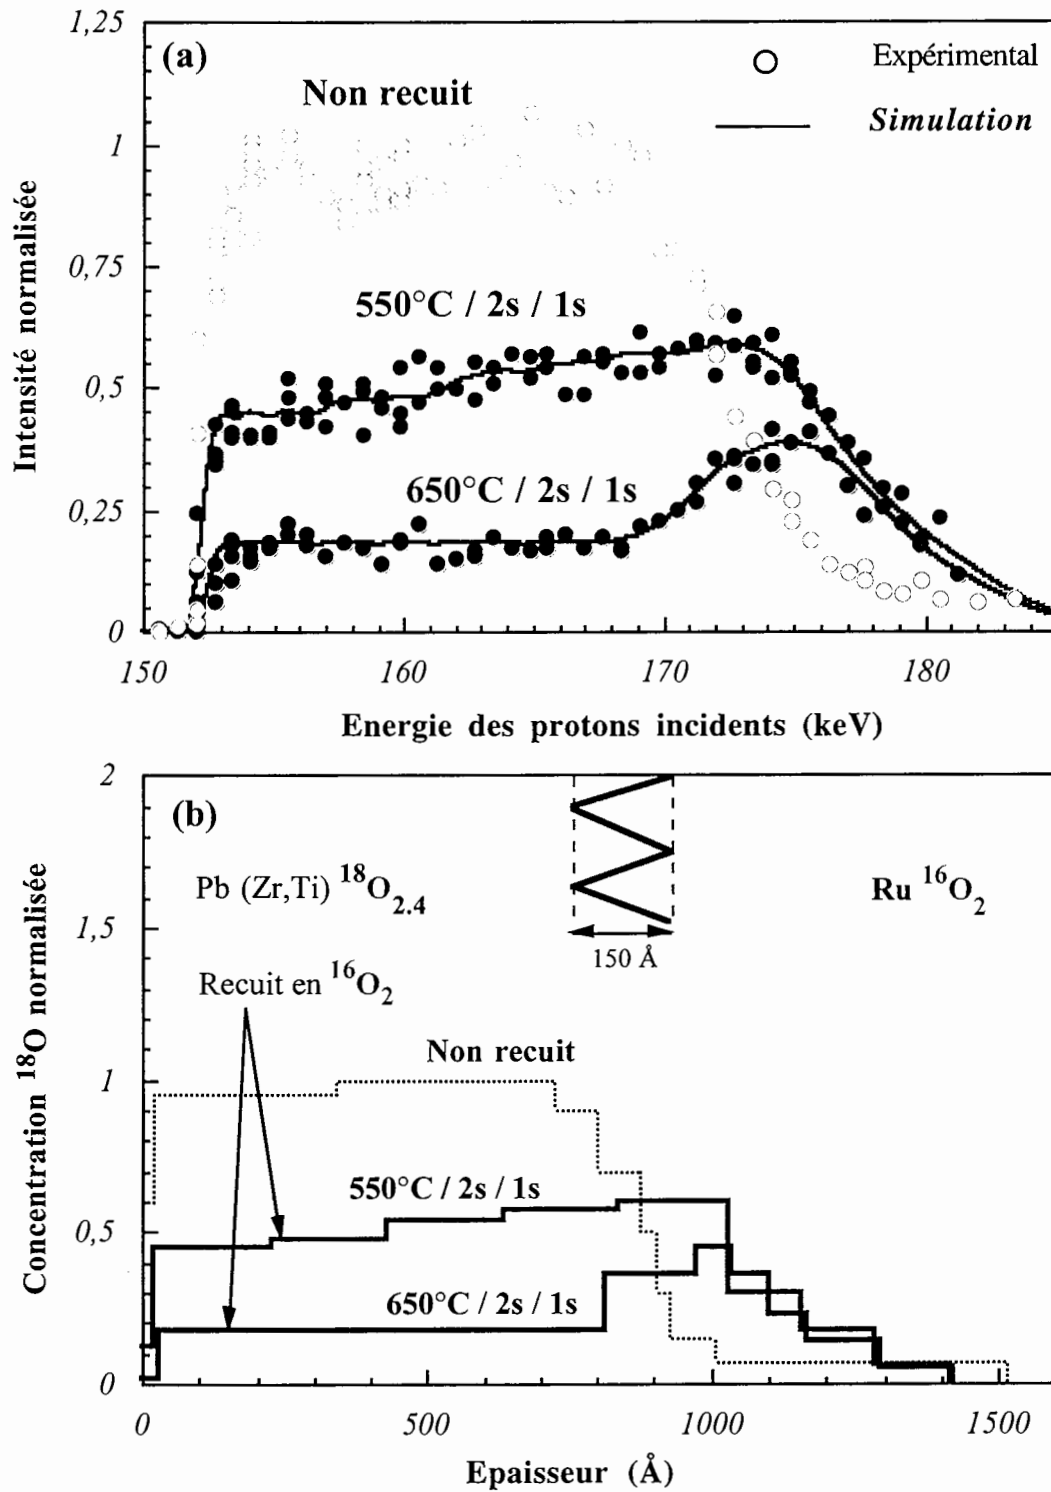 1,25
(a)
Expérimental
Non recuit
Simulation
1
0,75
550°C / 2s / 1s
0,5
650°C / 2s / 1s
0,25
0
150
160
170
180
Intensité normalisée
Energie des protons incidents (keV)
2
(b)
Pb (Zr,Ti) ¹⁸O₂.₄
Ru ¹⁶O₂
1,5
150 Å
Recuit en ¹⁶O₂
Non recuit
1
550°C / 2s / 1s
0,5
650°C / 2s / 1s
0
0
500
1000
1500
Concentration ¹⁸O normalisée
Epaisseur (Å)